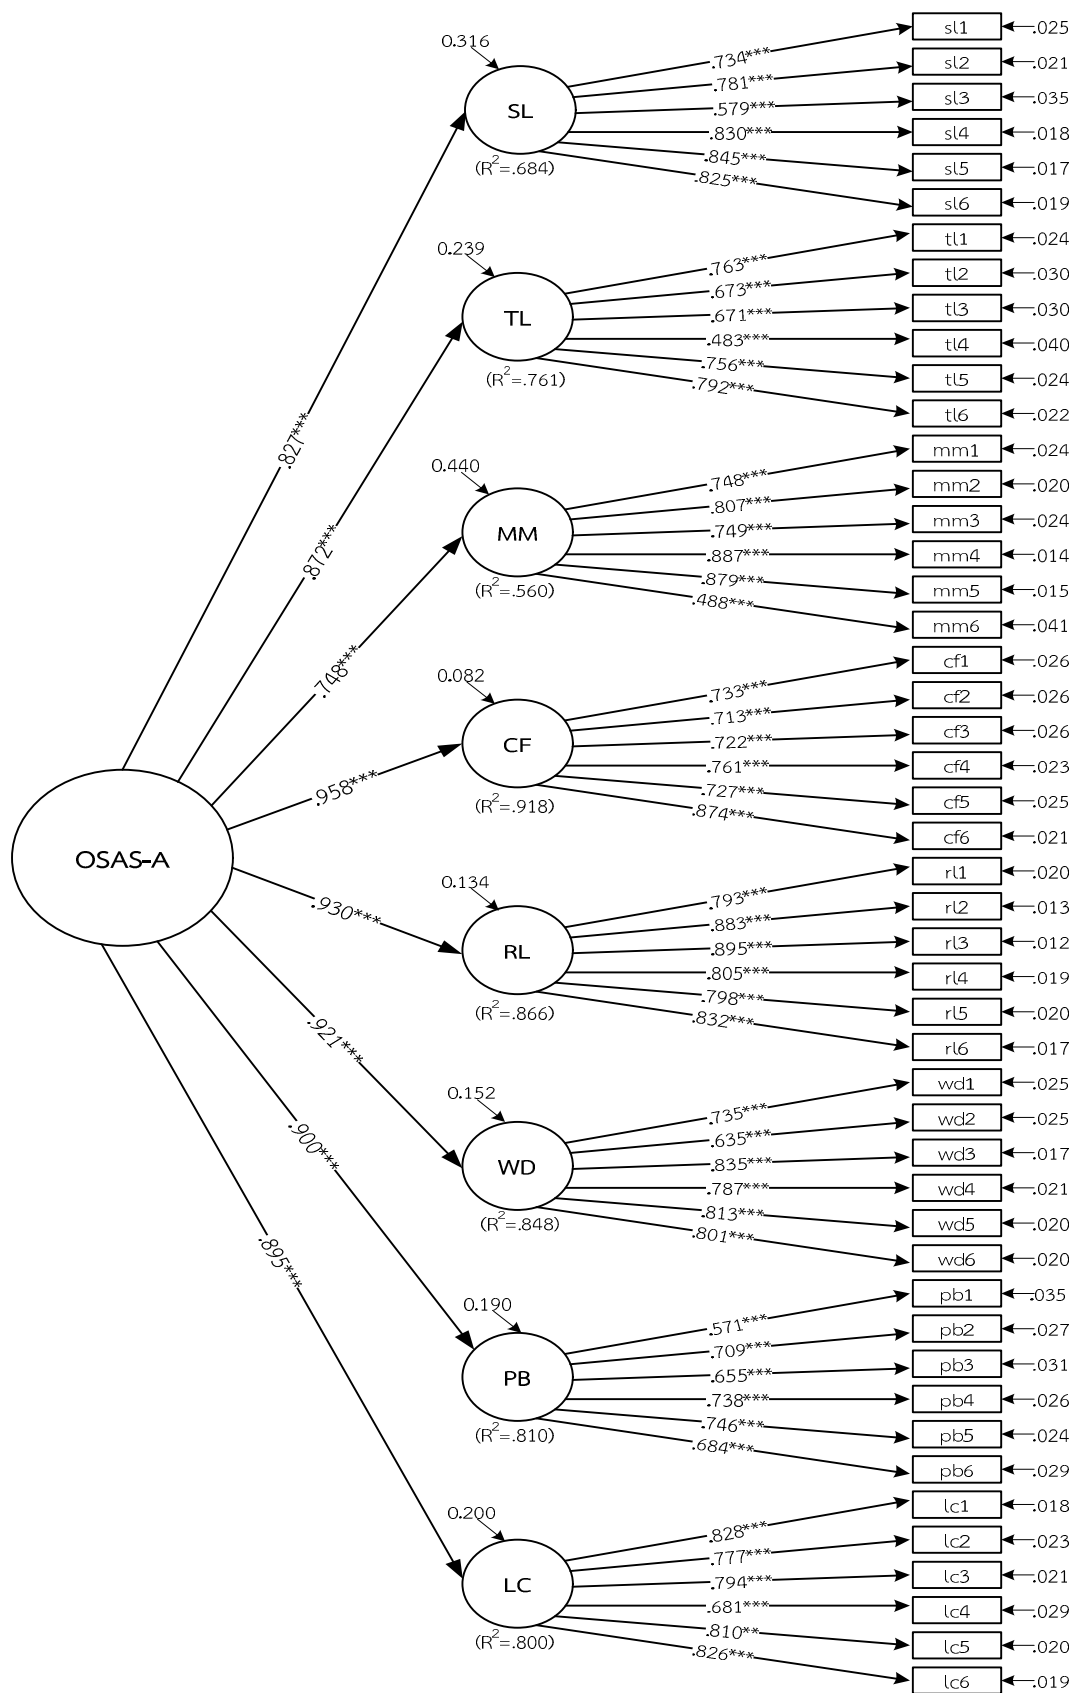 OSAS-A
.827***
.872***
.748***
.958***
.930***
.921***
.900***
.895***
0.316
SL
(R²=.684)
.734*** sl1 .025
.781*** sl2 .021
.579*** sl3 .035
.830*** sl4 .018
.845*** sl5 .017
.825*** sl6 .019
0.239
TL
(R²=.761)
.763*** tl1 .024
.673*** tl2 .030
.671*** tl3 .030
.483*** tl4 .040
.756*** tl5 .024
.792*** tl6 .022
0.440
MM
(R²=.560)
.748*** mm1 .024
.807*** mm2 .020
.749*** mm3 .024
.887*** mm4 .014
.879*** mm5 .015
.488*** mm6 .041
0.082
CF
(R²=.918)
.733*** cf1 .026
.713*** cf2 .026
.722*** cf3 .026
.761*** cf4 .023
.727*** cf5 .025
.874*** cf6 .021
0.134
RL
(R²=.866)
.793*** rl1 .020
.883*** rl2 .013
.895*** rl3 .012
.805*** rl4 .019
.798*** rl5 .020
.832*** rl6 .017
0.152
WD
(R²=.848)
.735*** wd1 .025
.635*** wd2 .025
.835*** wd3 .017
.787*** wd4 .021
.813*** wd5 .020
.801*** wd6 .020
0.190
PB
(R²=.810)
.571*** pb1 .035
.709*** pb2 .027
.655*** pb3 .031
.738*** pb4 .026
.746*** pb5 .024
.684*** pb6 .029
0.200
LC
(R²=.800)
.828*** lc1 .018
.777*** lc2 .023
.794*** lc3 .021
.681*** lc4 .029
.810** lc5 .020
.826*** lc6 .019